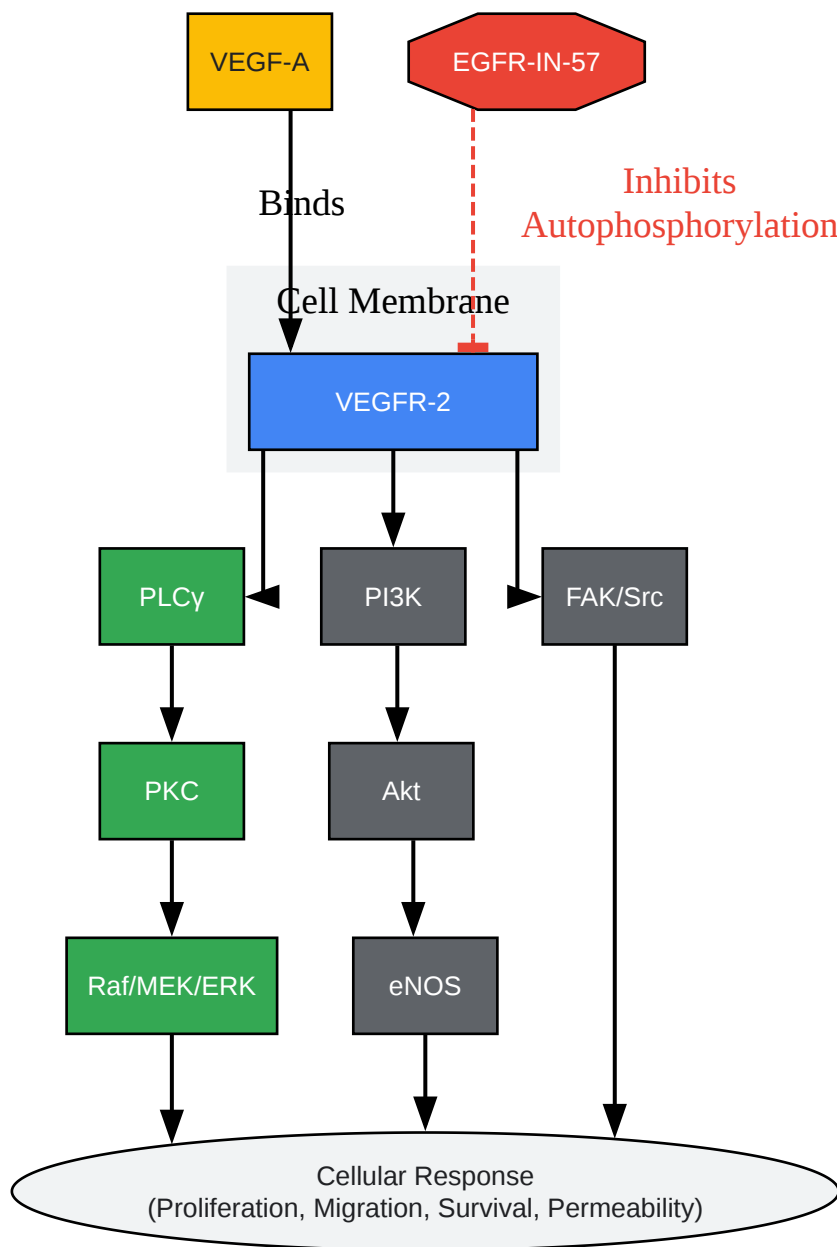 VEGF-A
EGFR-IN-57
Inhibits
Autophosphorylation
Binds
Cell Membrane
VEGFR-2
PLCγ
PI3K
FAK/Src
PKC
Akt
Raf/MEK/ERK
eNOS
Cellular Response
(Proliferation, Migration, Survival, Permeability)